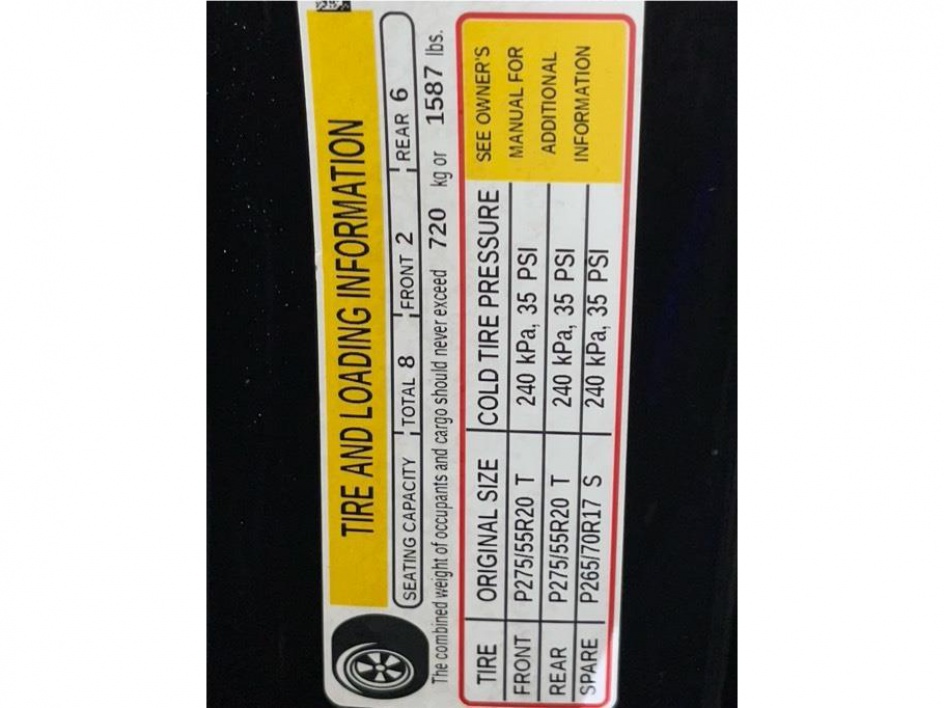 TIRE AND LOADING INFORMATION
SEATING CAPACITY TOTAL 8 FRONT 2 REAR 6
The combined weight of occupants and cargo should never exceed 720 kg or 1587 lbs.
TIRE ORIGINAL SIZE COLD TIRE PRESSURE
FRONT P275/55R20 T 240 kPa, 35 PSI
REAR P275/55R20 T 240 kPa, 35 PSI
SPARE P265/70R17 S 240 kPa, 35 PSI
SEE OWNER'S
MANUAL FOR
ADDITIONAL
INFORMATION